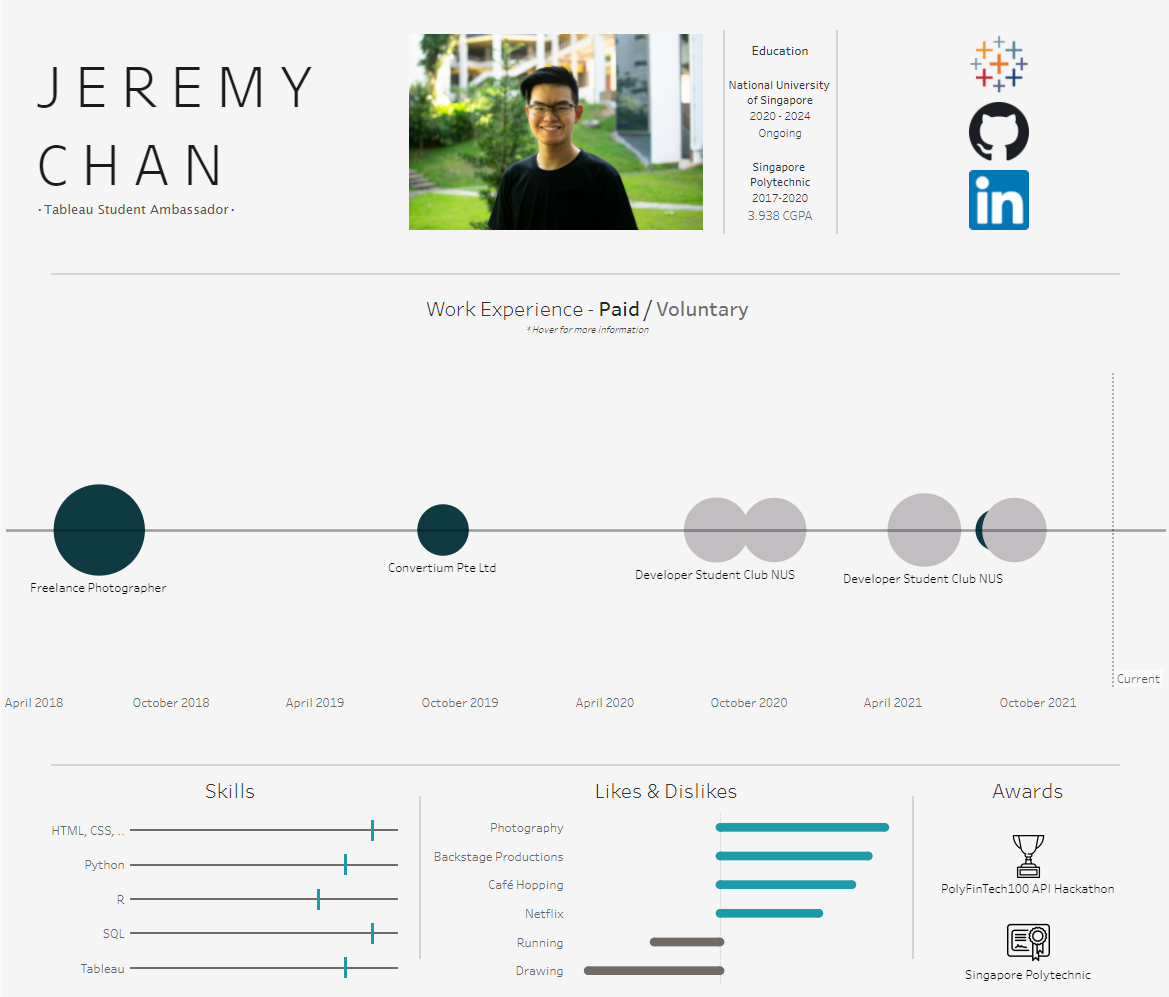 JEREMY
CHAN
·Tableau Student Ambassador·
Education
National University
of Singapore
2020 - 2024
Ongoing
Singapore
Polytechnic
2017-2020
3.938 CGPA
in
Work Experience - Paid / Voluntary
* Hover for more information
Freelance Photographer
Convertium Pte Ltd
Developer Student Club NUS
Developer Student Club NUS
Current
April 2018
October 2018
April 2019
October 2019
April 2020
October 2020
April 2021
October 2021
Skills
HTML, CSS, ..
Python
R
SQL
Tableau
Likes & Dislikes
Photography
Backstage Productions
Café Hopping
Netflix
Running
Drawing
Awards
PolyFinTech100 API Hackathon
Singapore Polytechnic